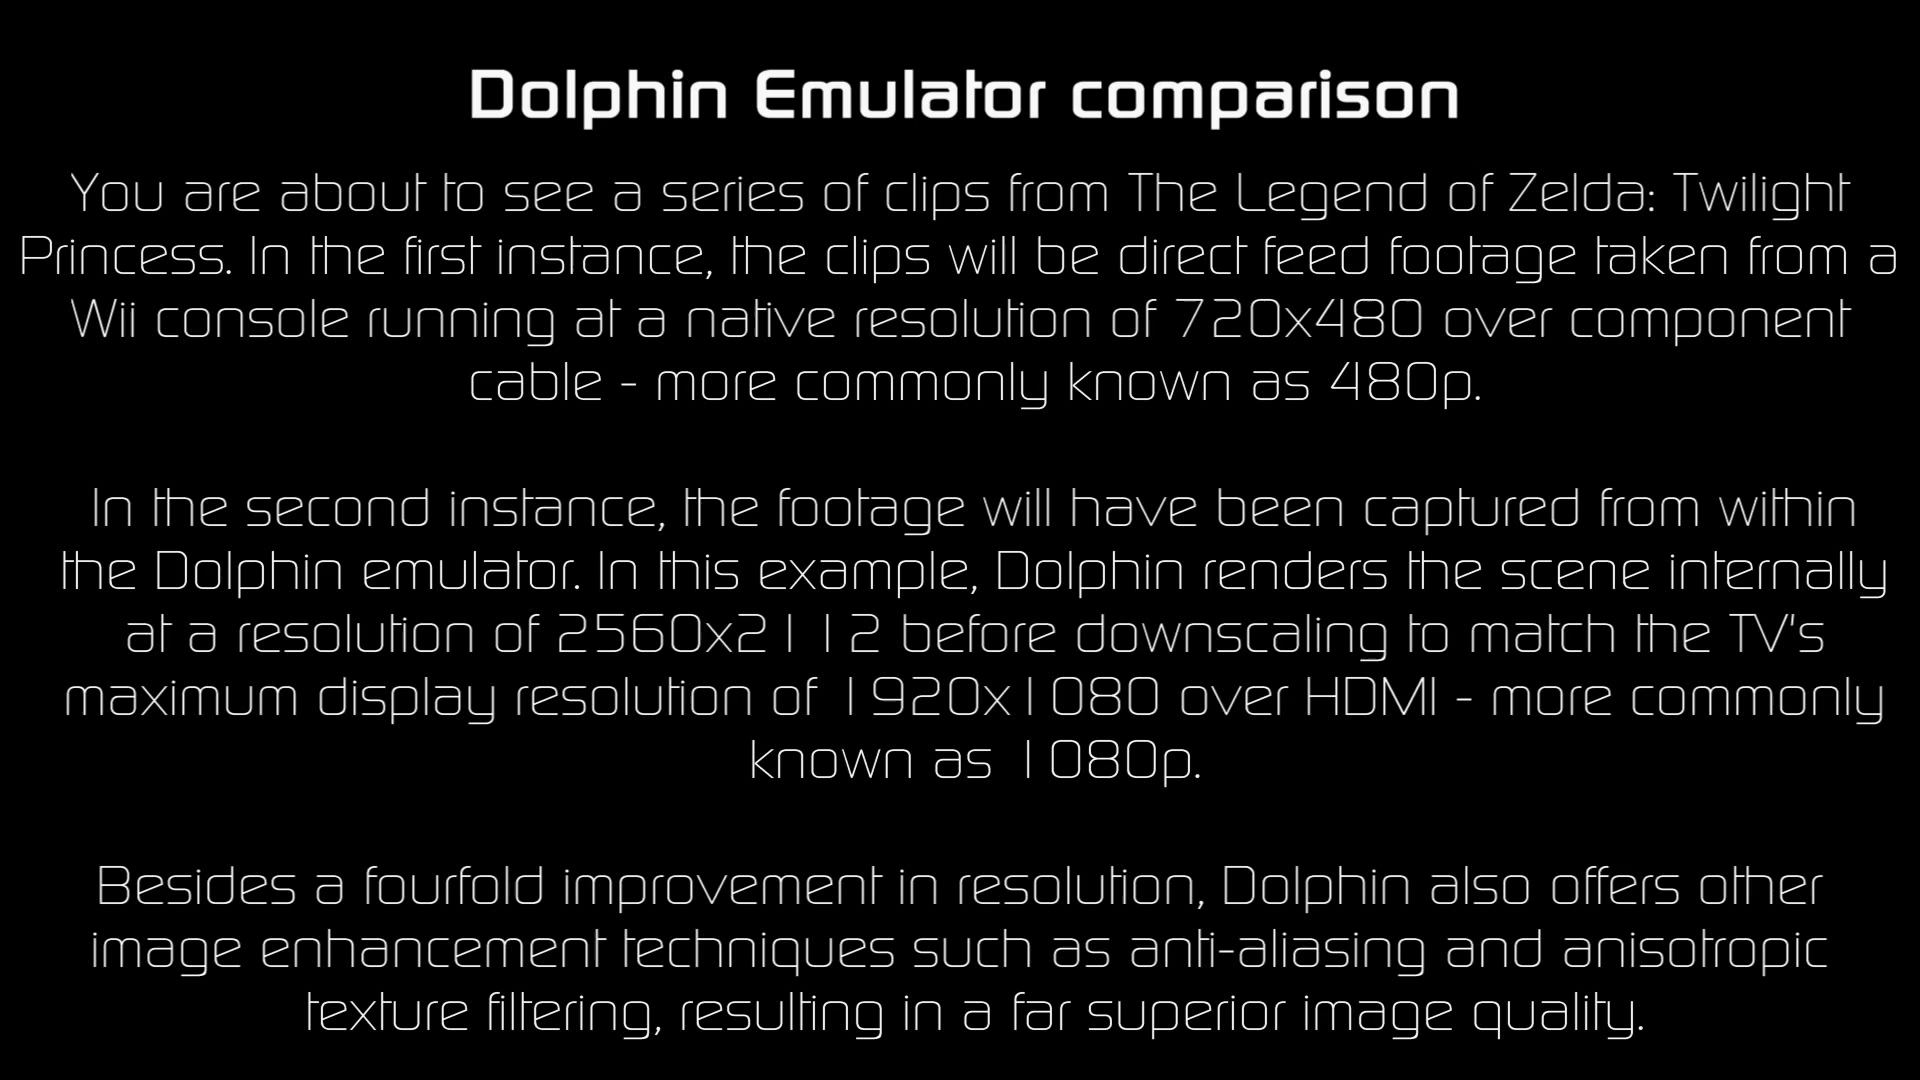 Dolphin Emulator comparison
You are about to see a series of clips from The Legend of Zelda: Twilight
Princess. In the first instance, the clips will be direct feed footage taken from a
Wii console running at a native resolution of 720x480 over component
cable - more commonly known as 480p.
In the second instance, the footage will have been captured from within
the Dolphin emulator. In this example, Dolphin renders the scene internally
at a resolution of 2560x2112 before downscaling to match the TV's
maximum display resolution of 1920x1080 over HDMI - more commonly
known as 1080p.
Besides a fourfold improvement in resolution, Dolphin also offers other
image enhancement techniques such as anti-aliasing and anisotropic
texture filtering, resulting in a far superior image quality.